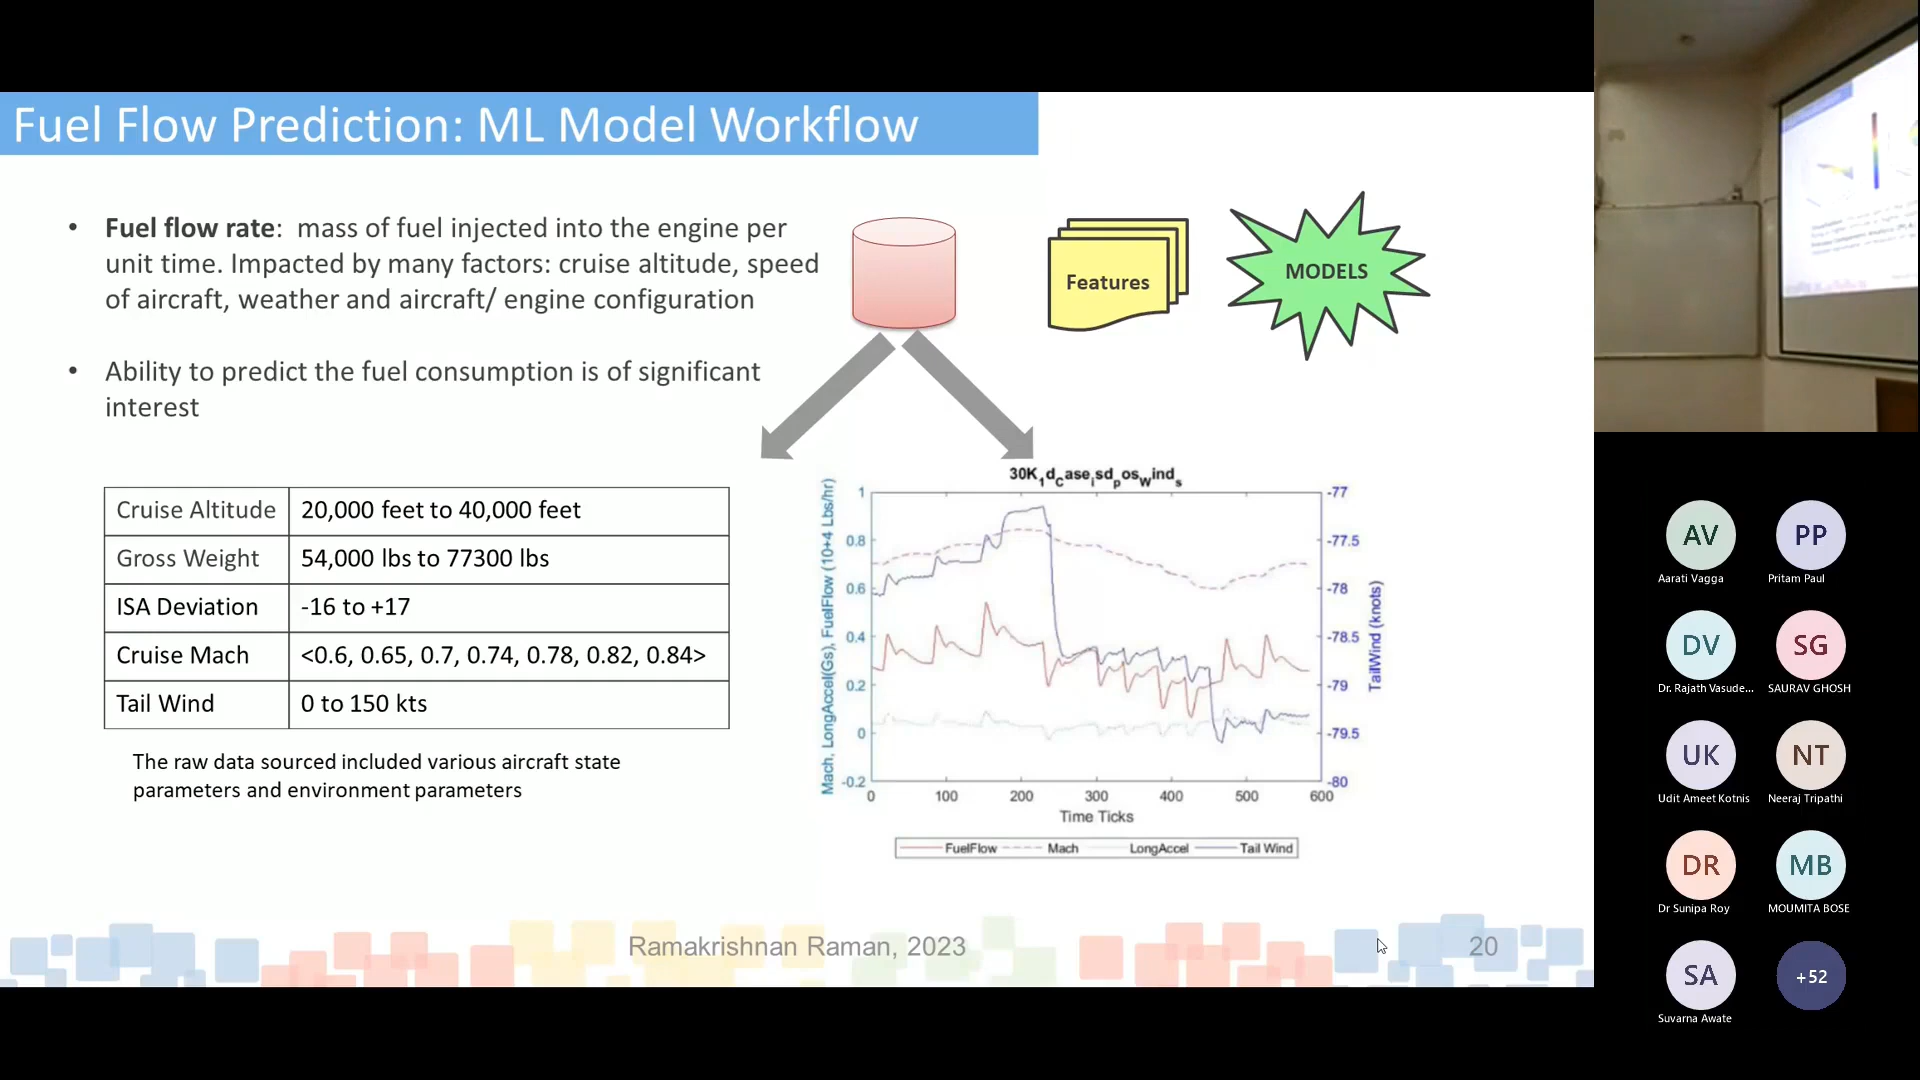 Fuel Flow Prediction: ML Model Workflow
• Fuel flow rate: mass of fuel injected into the engine per
unit time. Impacted by many factors: cruise altitude, speed
of aircraft, weather and aircraft/ engine configuration
• Ability to predict the fuel consumption is of significant
interest
Features
MODELS
Cruise Altitude 20,000 feet to 40,000 feet
Gross Weight 54,000 lbs to 77300 lbs
ISA Deviation -16 to +17
Cruise Mach <0.6, 0.65, 0.7, 0.74, 0.78, 0.82, 0.84>
Tail Wind 0 to 150 kts
The raw data sourced included various aircraft state
parameters and environment parameters
30K1dCaseisdposWinds
Mach, LongAccel(Gs), FuelFlow (10+4 Lbs/hr)
1
0.8
0.6
0.4
0.2
0
-0.2
-77
-77.5
-78
-78.5
-79
-79.5
-80
TailWind (knots)
0 100 200 300 400 500 600
Time Ticks
FuelFlow Mach LongAccel Tail Wind
Ramakrishnan Raman, 2023
20
AV PP
Aarati Vagga Pritam Paul
DV SG
Dr. Rajath Vasude... SAURAV GHOSH
UK NT
Udit Ameet Kotnis Neeraj Tripathi
DR MB
Dr Sunipa Roy MOUMITA BOSE
SA +52
Suvarna Awate